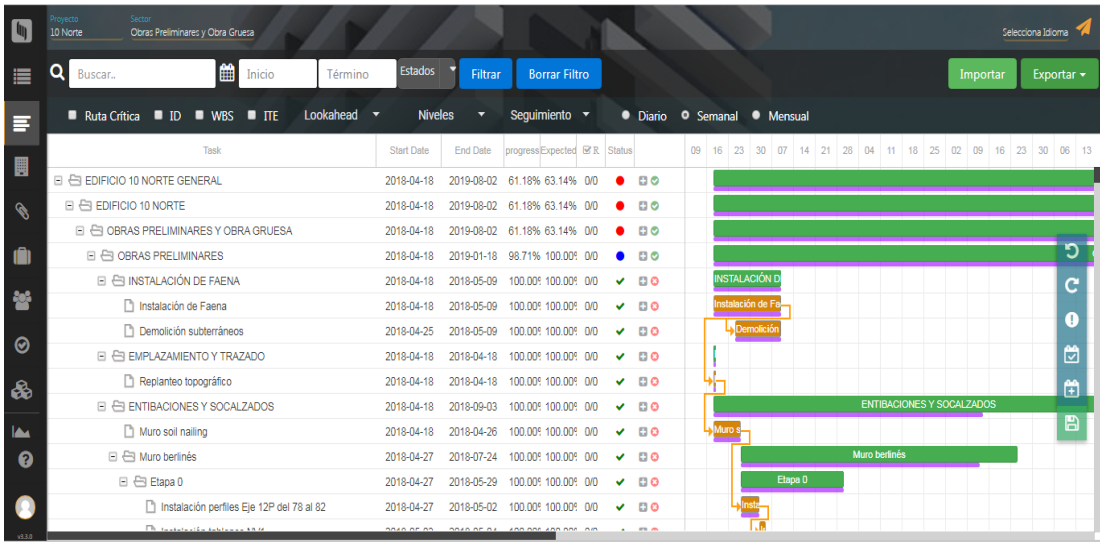 Proyecto Sector
10 Norte Obras Preliminares y Obra Gruesa Selecciona Idioma
Buscar.. Inicio Término Estados Filtrar Borrar Filtro Importar Exportar
Ruta Crítica ID WBS ITE Lookahead Niveles Seguimiento Diario Semanal Mensual
Task Start Date End Date progress Expected R. Status 09 16 23 30 07 14 21 28 04 11 18 25 02 09 16 23 30 06 13
EDIFICIO 10 NORTE GENERAL 2018-04-18 2019-08-02 61.18% 63.14% 0/0
EDIFICIO 10 NORTE 2018-04-18 2019-08-02 61.18% 63.14% 0/0
OBRAS PRELIMINARES Y OBRA GRUESA 2018-04-18 2019-08-02 61.18% 63.14% 0/0
OBRAS PRELIMINARES 2018-04-18 2019-01-18 98.71% 100.00% 0/0
INSTALACIÓN DE FAENA 2018-04-18 2018-05-09 100.00% 100.00% 0/0 INSTALACIÓN D
Instalación de Faena 2018-04-18 2018-05-09 100.00% 100.00% 0/0 Instalación de Fa
Demolición subterráneos 2018-04-25 2018-05-09 100.00% 100.00% 0/0 Demolición
EMPLAZAMIENTO Y TRAZADO 2018-04-18 2018-04-18 100.00% 100.00% 0/0
Replanteo topográfico 2018-04-18 2018-04-18 100.00% 100.00% 0/0
ENTIBACIONES Y SOCALZADOS 2018-04-18 2018-09-03 100.00% 100.00% 0/0 ENTIBACIONES Y SOCALZADOS
Muro soil nailing 2018-04-18 2018-04-26 100.00% 100.00% 0/0 Muro s
Muro berlinés 2018-04-27 2018-07-24 100.00% 100.00% 0/0 Muro berlinés
Etapa 0 2018-04-27 2018-05-29 100.00% 100.00% 0/0 Etapa 0
Instalación perfiles Eje 12P del 78 al 82 2018-04-27 2018-05-02 100.00% 100.00% 0/0 Insta
v3.3.0